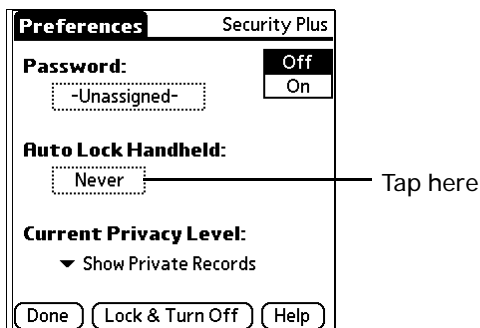 Preferences Security Plus
Password: Off
-Unassigned- On
Auto Lock Handheld:
Never Tap here
Current Privacy Level:
Show Private Records
Done Lock & Turn Off Help